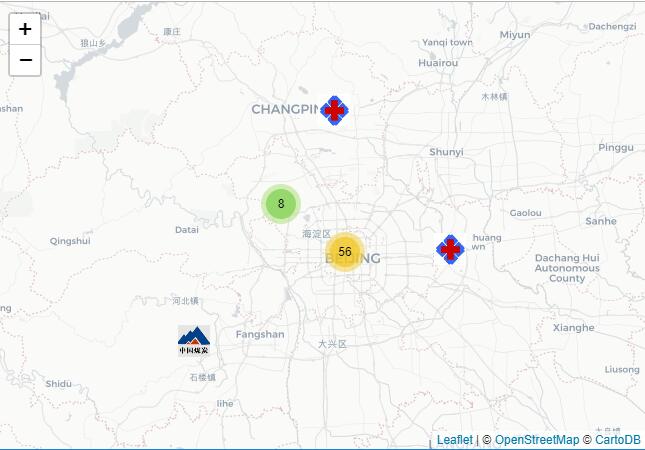 +
−
狼山乡
康庄
Dachengzi
Miyun
Yanqi town
Huairou
木林镇
CHANGPIN
Shunyi
Pinggu
8
Gaolou
Sanhe
Datai
海淀区
Qingshui
56
BEIJING
huang
wn
Dachang Hui
Autonomous
County
河北镇
Xianghe
中国煤炭
Fangshan
大兴区
石楼镇
Liusong
Shidu
lihe
Leaflet | © OpenStreetMap © CartoDB